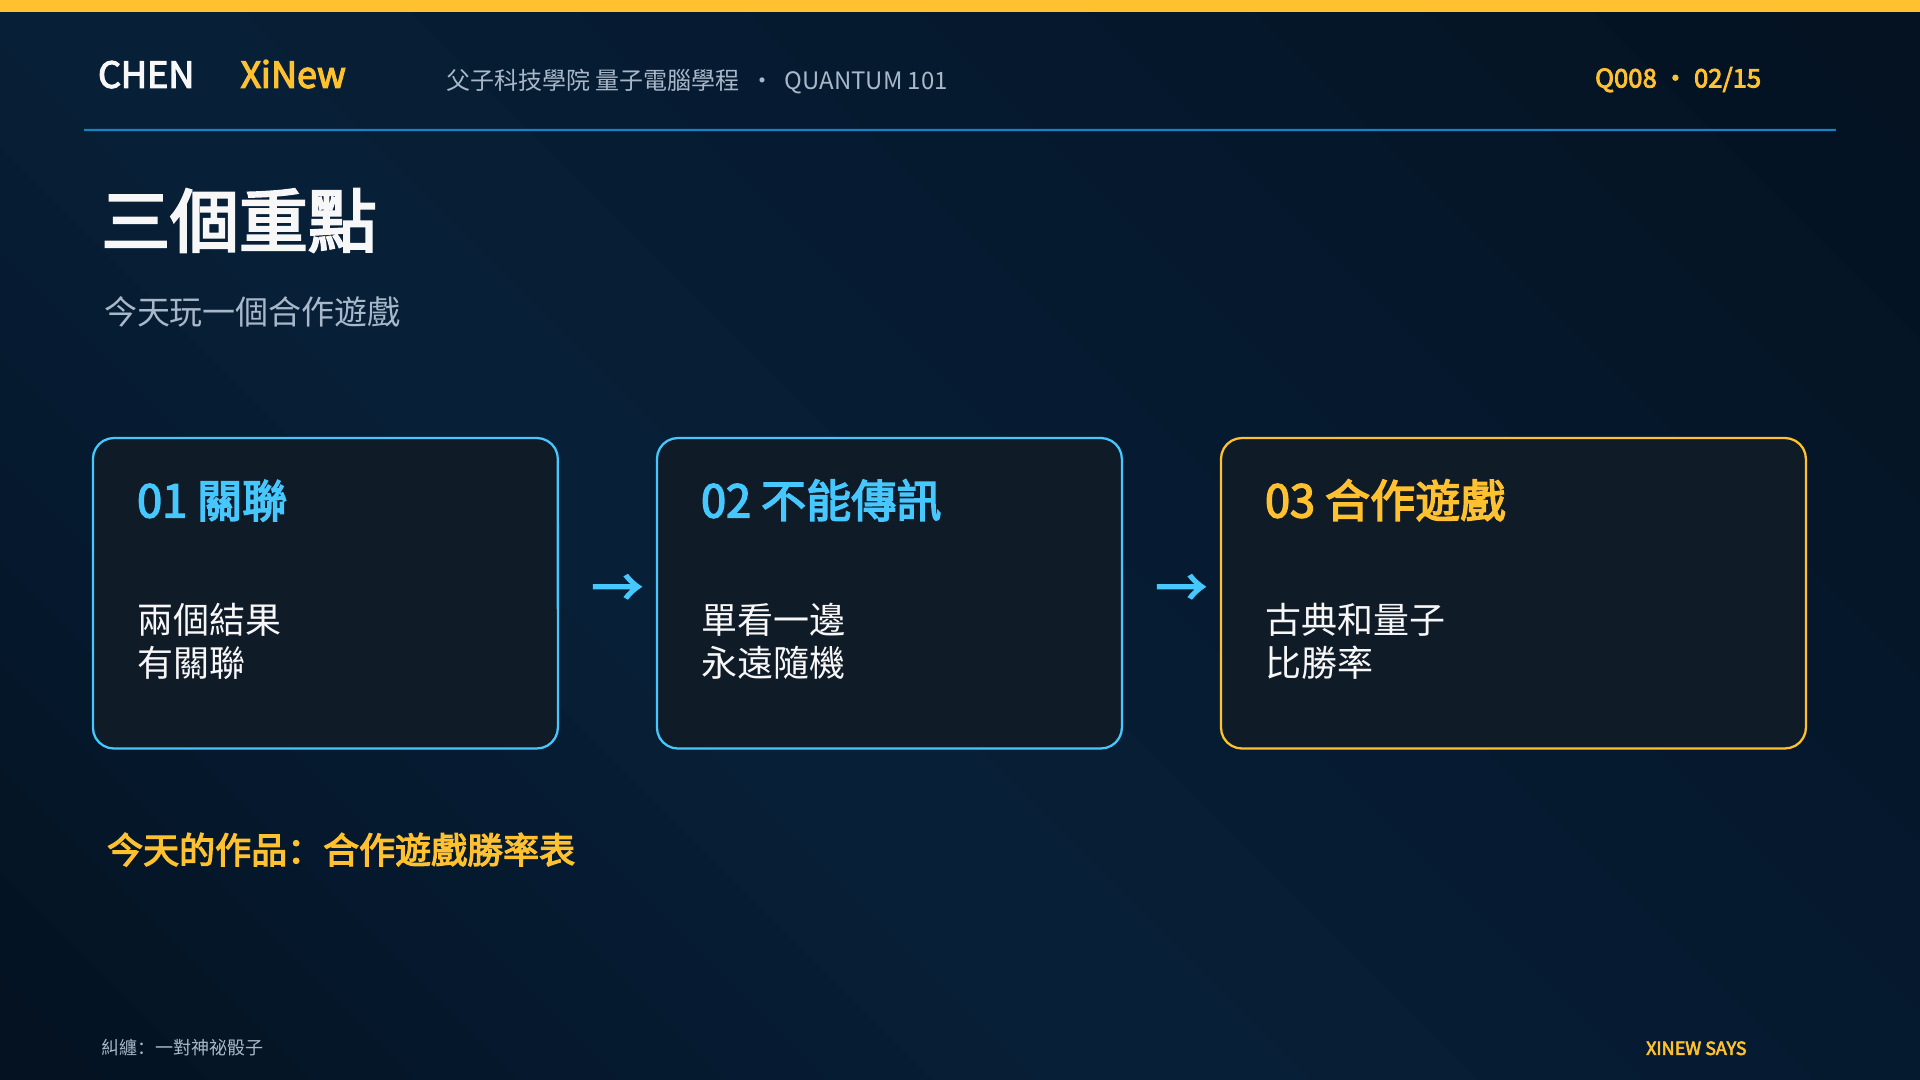 CHEN XiNew 父子科技學院 量子電腦學程 • QUANTUM 101
Q008 • 02/15
三個重點
今天玩一個合作遊戲
01 關聯
兩個結果
有關聯
→
02 不能傳訊
單看一邊
永遠隨機
→
03 合作遊戲
古典和量子
比勝率
今天的作品：合作遊戲勝率表
糾纏：一對神祕骰子
XINEW SAYS